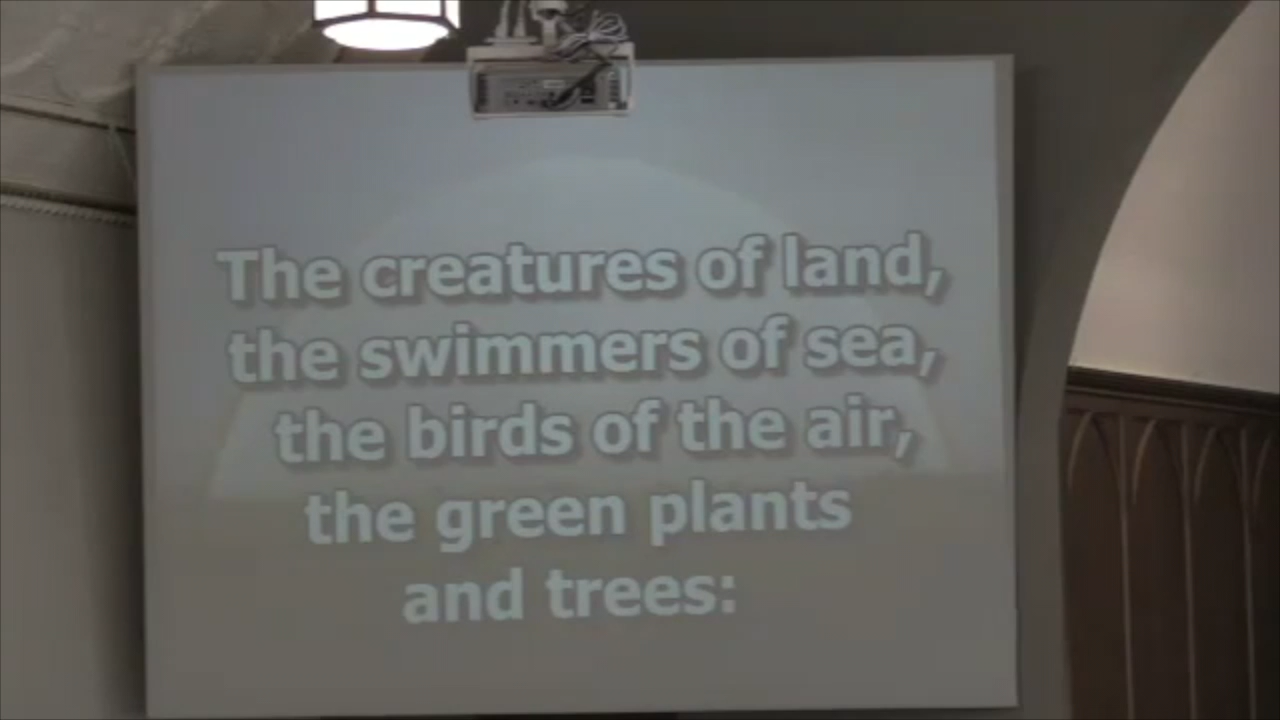 The creatures of land,
the swimmers of sea,
the birds of the air,
the green plants
and trees: